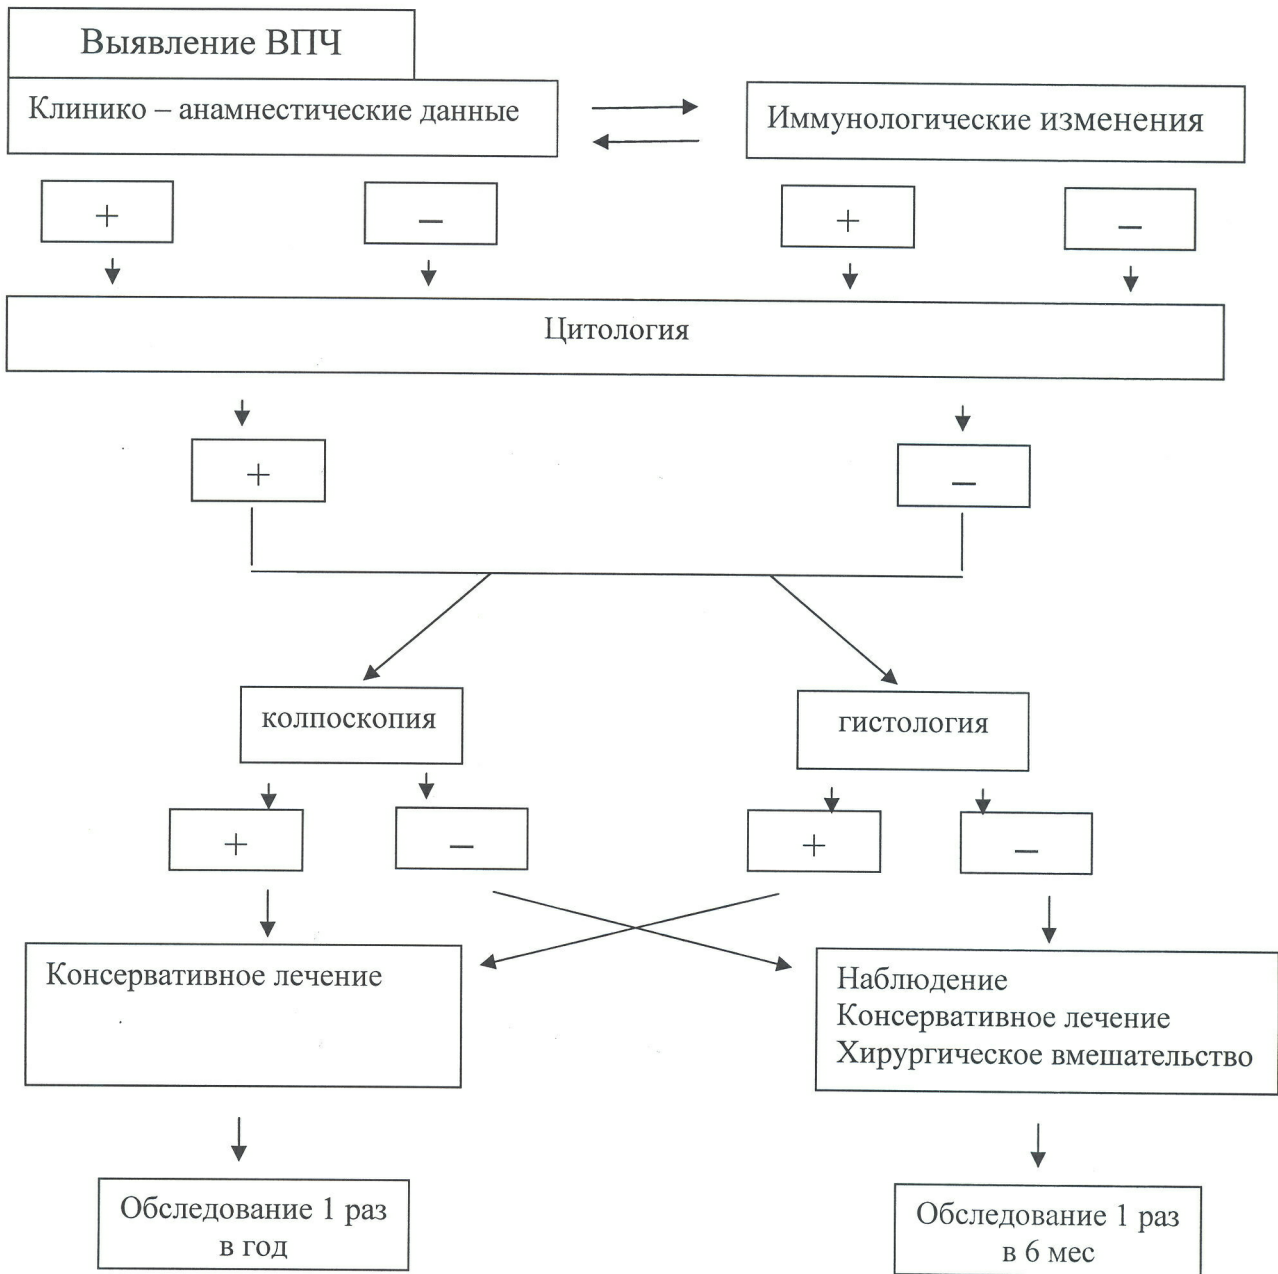 Выявление ВПЧ
Клинико – анамнестические данные
Иммунологические изменения
+
–
+
–
Цитология
+
–
колпоскопия
гистология
+
–
+
–
Консервативное лечение
Наблюдение
Консервативное лечение
Хирургическое вмешательство
Обследование 1 раз
в год
Обследование 1 раз
в 6 мес